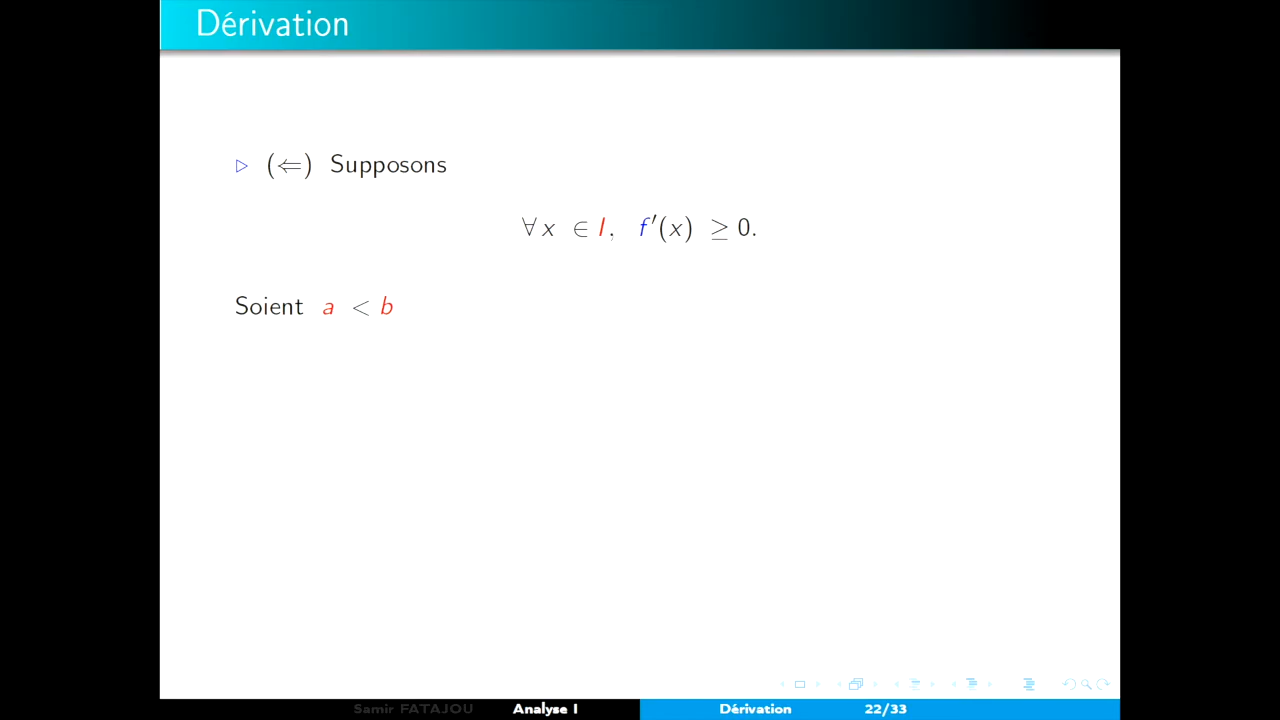 Dérivation
▷ (⇐) Supposons
∀ x ∈ I, f′(x) ≥ 0.
Soient a < b
Samir FATAJOU Analyse I Dérivation 22/33